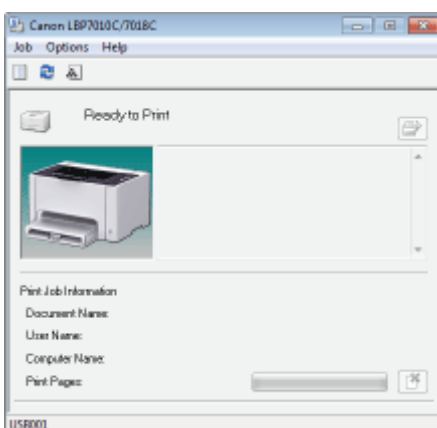 Canon LBP7010C/7018C
Job Options Help
Ready to Print
Print Job Information
Document Name:
User Name:
Computer Name:
Print Pages:
USB001